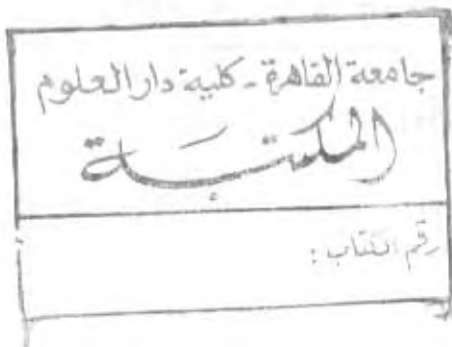 جامعة القاهرة - كلية دار العلوم
المكتبة
رقم الكتاب :